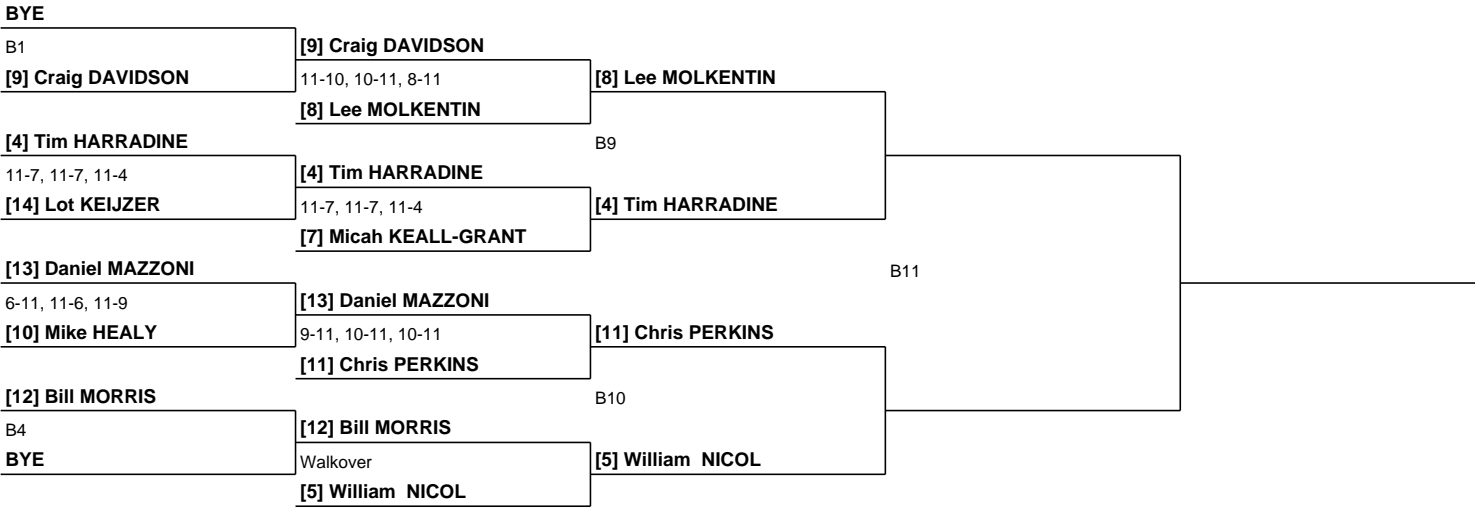 BYE
B1
[9] Craig DAVIDSON
[9] Craig DAVIDSON
11-10, 10-11, 8-11
[8] Lee MOLKENTIN
[8] Lee MOLKENTIN
[4] Tim HARRADINE
B9
11-7, 11-7, 11-4
[4] Tim HARRADINE
[14] Lot KEIJZER
11-7, 11-7, 11-4
[4] Tim HARRADINE
[7] Micah KEALL-GRANT
[13] Daniel MAZZONI
B11
6-11, 11-6, 11-9
[13] Daniel MAZZONI
[10] Mike HEALY
9-11, 10-11, 10-11
[11] Chris PERKINS
[11] Chris PERKINS
[12] Bill MORRIS
B10
B4
[12] Bill MORRIS
BYE
Walkover
[5] William  NICOL
[5] William  NICOL